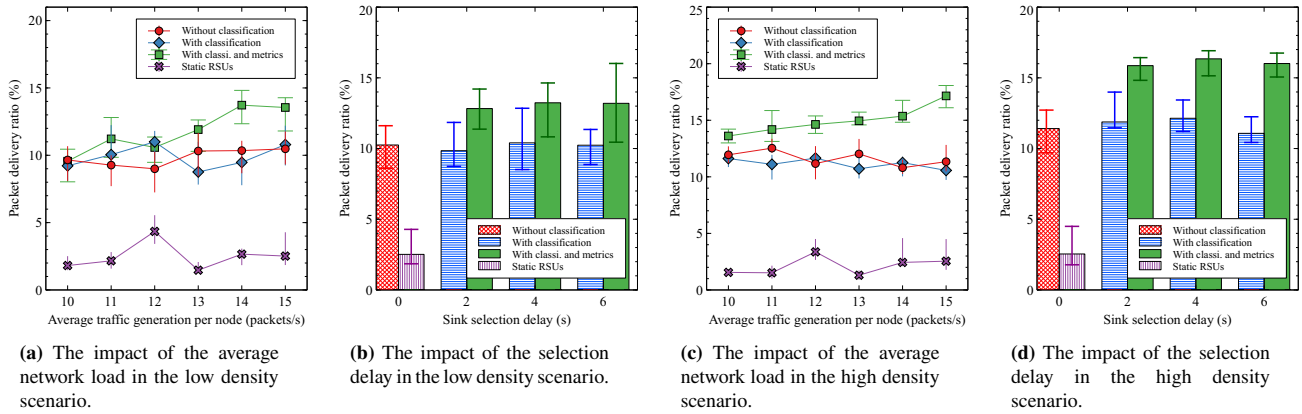 Packet delivery ratio (%)
20
15
10
5
0
Without classification
With classification
With classi. and metrics
Static RSUs
10 11 12 13 14 15
Average traffic generation per node (packets/s)
(a) The impact of the average
network load in the low density
scenario.
Packet delivery ratio (%)
20
15
10
5
0
Without classification
With classification
With classi. and metrics
Static RSUs
0 2 4 6
Sink selection delay (s)
(b) The impact of the selection
delay in the low density scenario.
Packet delivery ratio (%)
25
20
15
10
5
0
Without classification
With classification
With classi. and metrics
Static RSUs
10 11 12 13 14 15
Average traffic generation per node (packets/s)
(c) The impact of the average
network load in the high density
scenario.
Packet delivery ratio (%)
20
15
10
5
0
Without classification
With classification
With classi. and metrics
Static RSUs
0 2 4 6
Sink selection delay (s)
(d) The impact of the selection
delay in the high density
scenario.